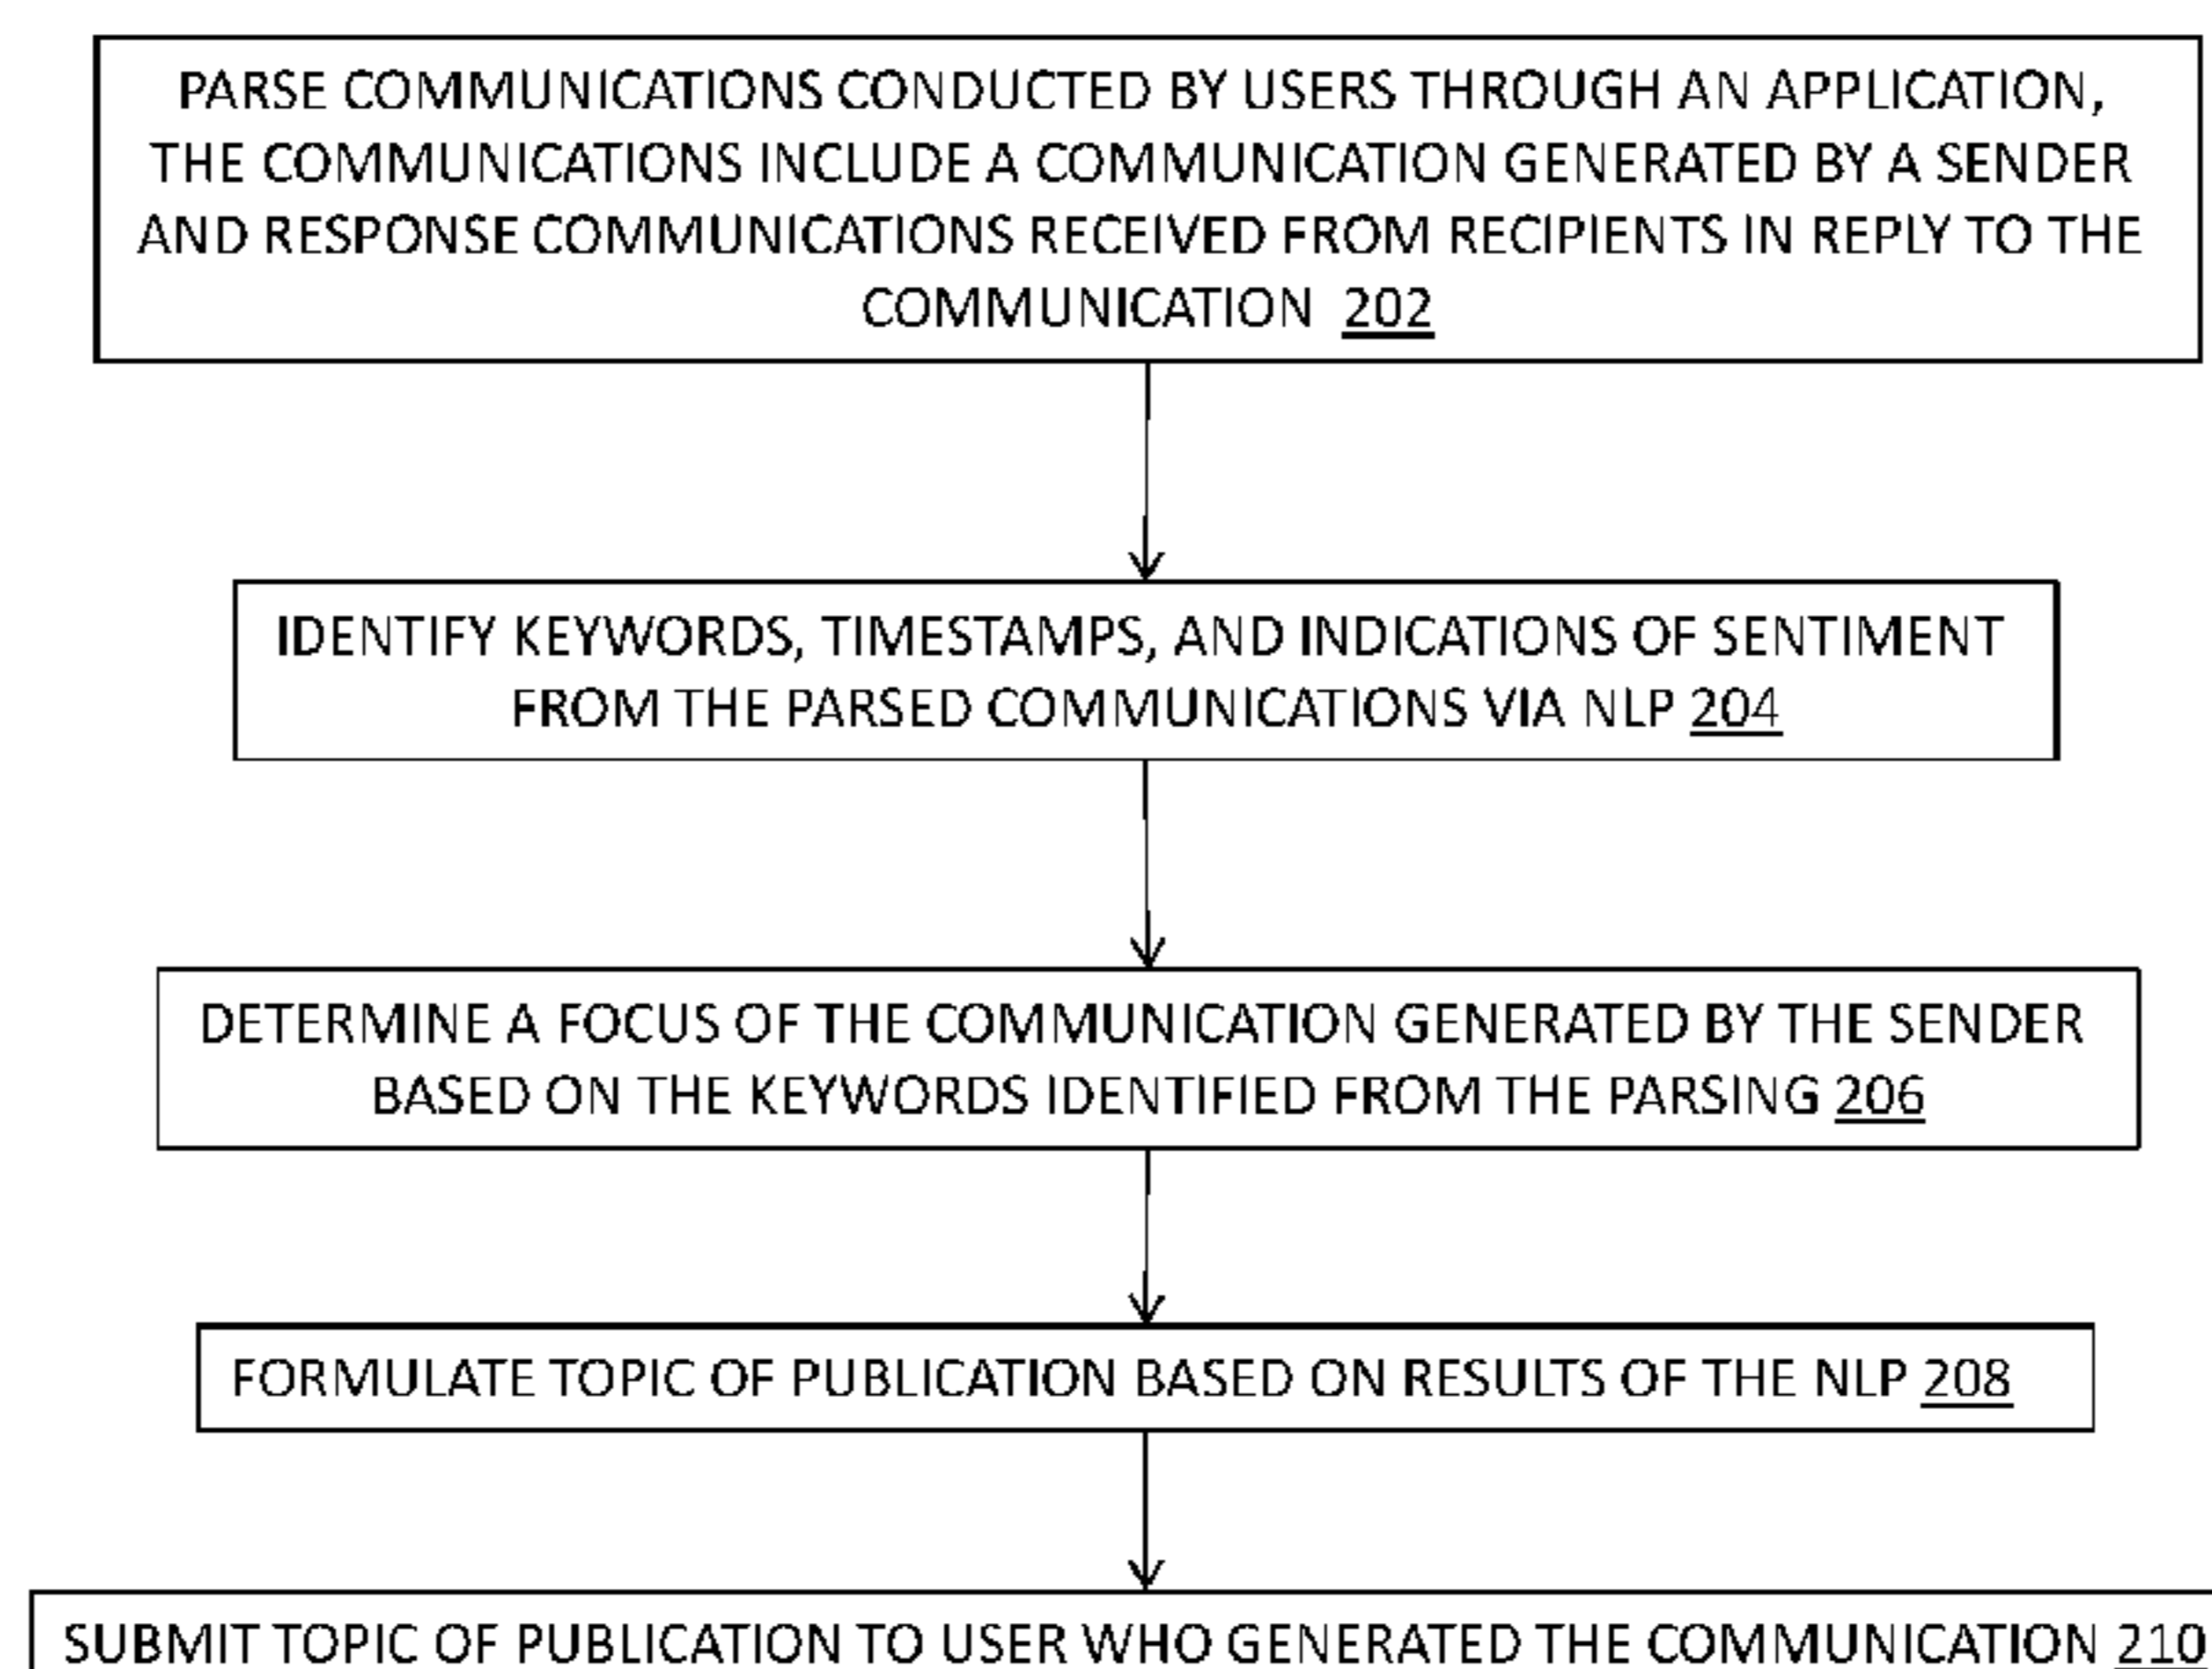 PARSE COMMUNICATIONS CONDUCTED BY USERS THROUGH AN APPLICATION,
THE COMMUNICATIONS INCLUDE A COMMUNICATION GENERATED BY A SENDER
AND RESPONSE COMMUNICATIONS RECEIVED FROM RECIPIENTS IN REPLY TO THE
COMMUNICATION 202
IDENTIFY KEYWORDS, TIMESTAMPS, AND INDICATIONS OF SENTIMENT
FROM THE PARSED COMMUNICATIONS VIA NLP 204
DETERMINE A FOCUS OF THE COMMUNICATION GENERATED BY THE SENDER
BASED ON THE KEYWORDS IDENTIFIED FROM THE PARSING 206
FORMULATE TOPIC OF PUBLICATION BASED ON RESULTS OF THE NLP 208
SUBMIT TOPIC OF PUBLICATION TO USER WHO GENERATED THE COMMUNICATION 210